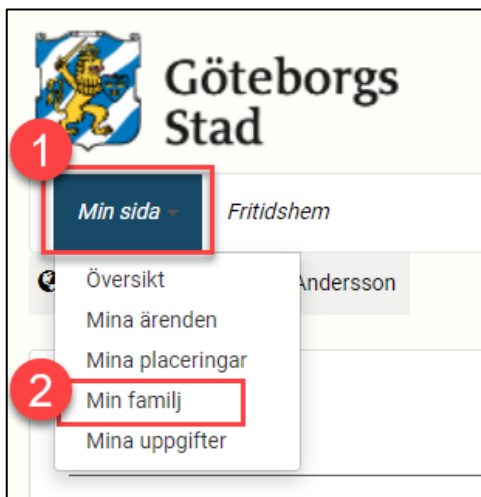 Göteborgs
Stad
1
Min sida
Fritidshem
Översikt
Andersson
Mina ärenden
Mina placeringar
2
Min familj
Mina uppgifter